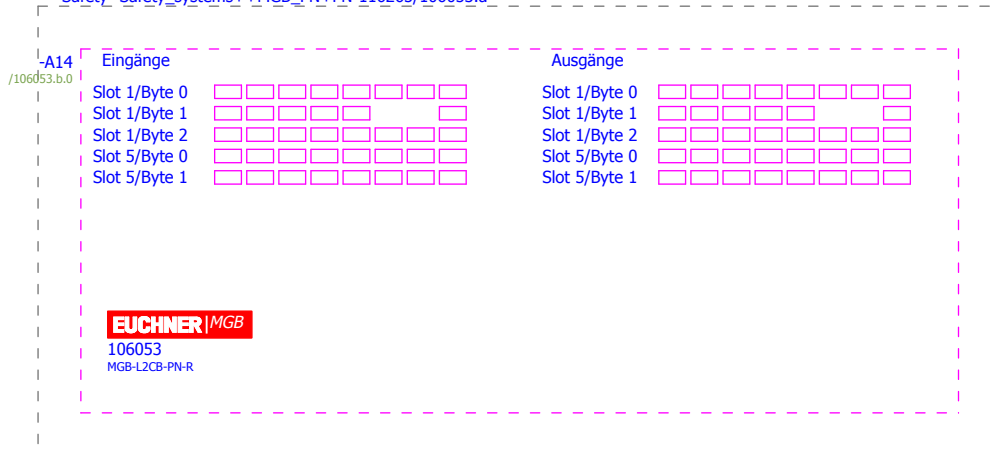 -A14
/106053.b.0
Eingänge
Slot 1/Byte 0
Slot 1/Byte 1
Slot 1/Byte 2
Slot 5/Byte 0
Slot 5/Byte 1
Ausgänge
Slot 1/Byte 0
Slot 1/Byte 1
Slot 1/Byte 2
Slot 5/Byte 0
Slot 5/Byte 1
EUCHNER|MGB
106053
MGB-L2CB-PN-R